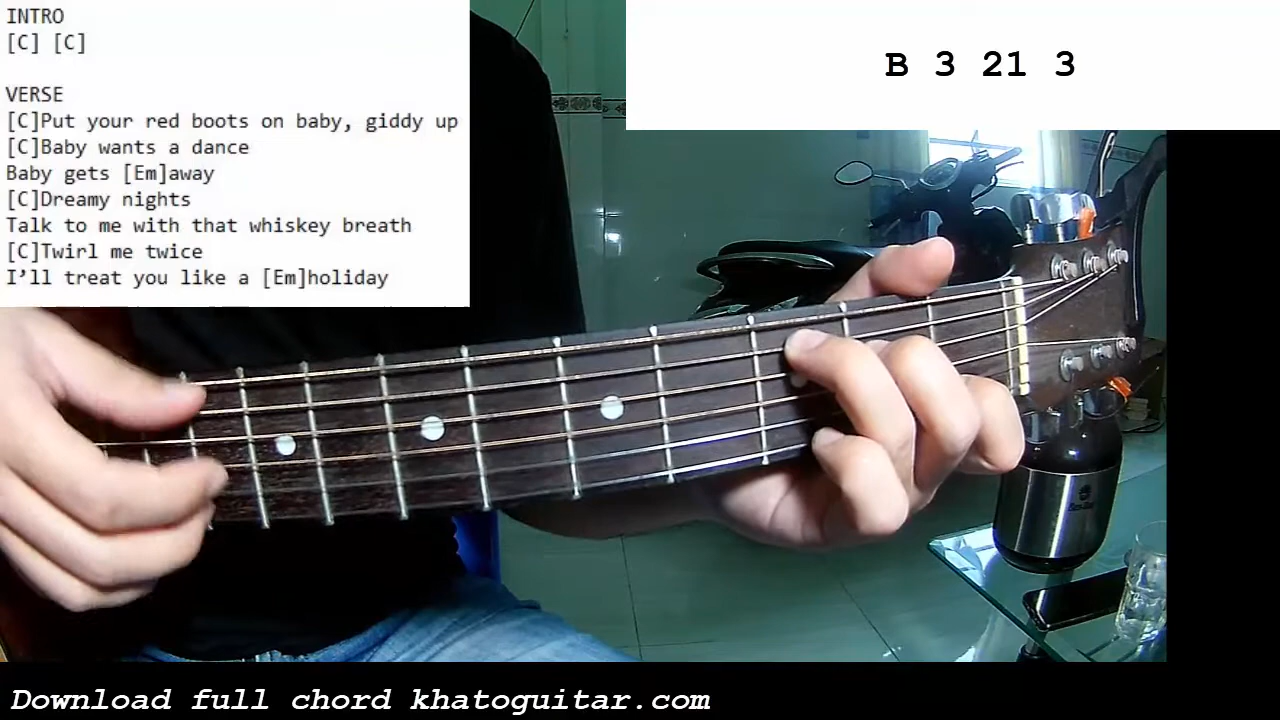 INTRO
[C] [C]
VERSE
[C]Put your red boots on baby, giddy up
[C]Baby wants a dance
Baby gets [Em]away
[C]Dreamy nights
Talk to me with that whiskey breath
[C]Twirl me twice
I’ll treat you like a [Em]holiday
B 3 21 3
Download full chord khatoguitar.com